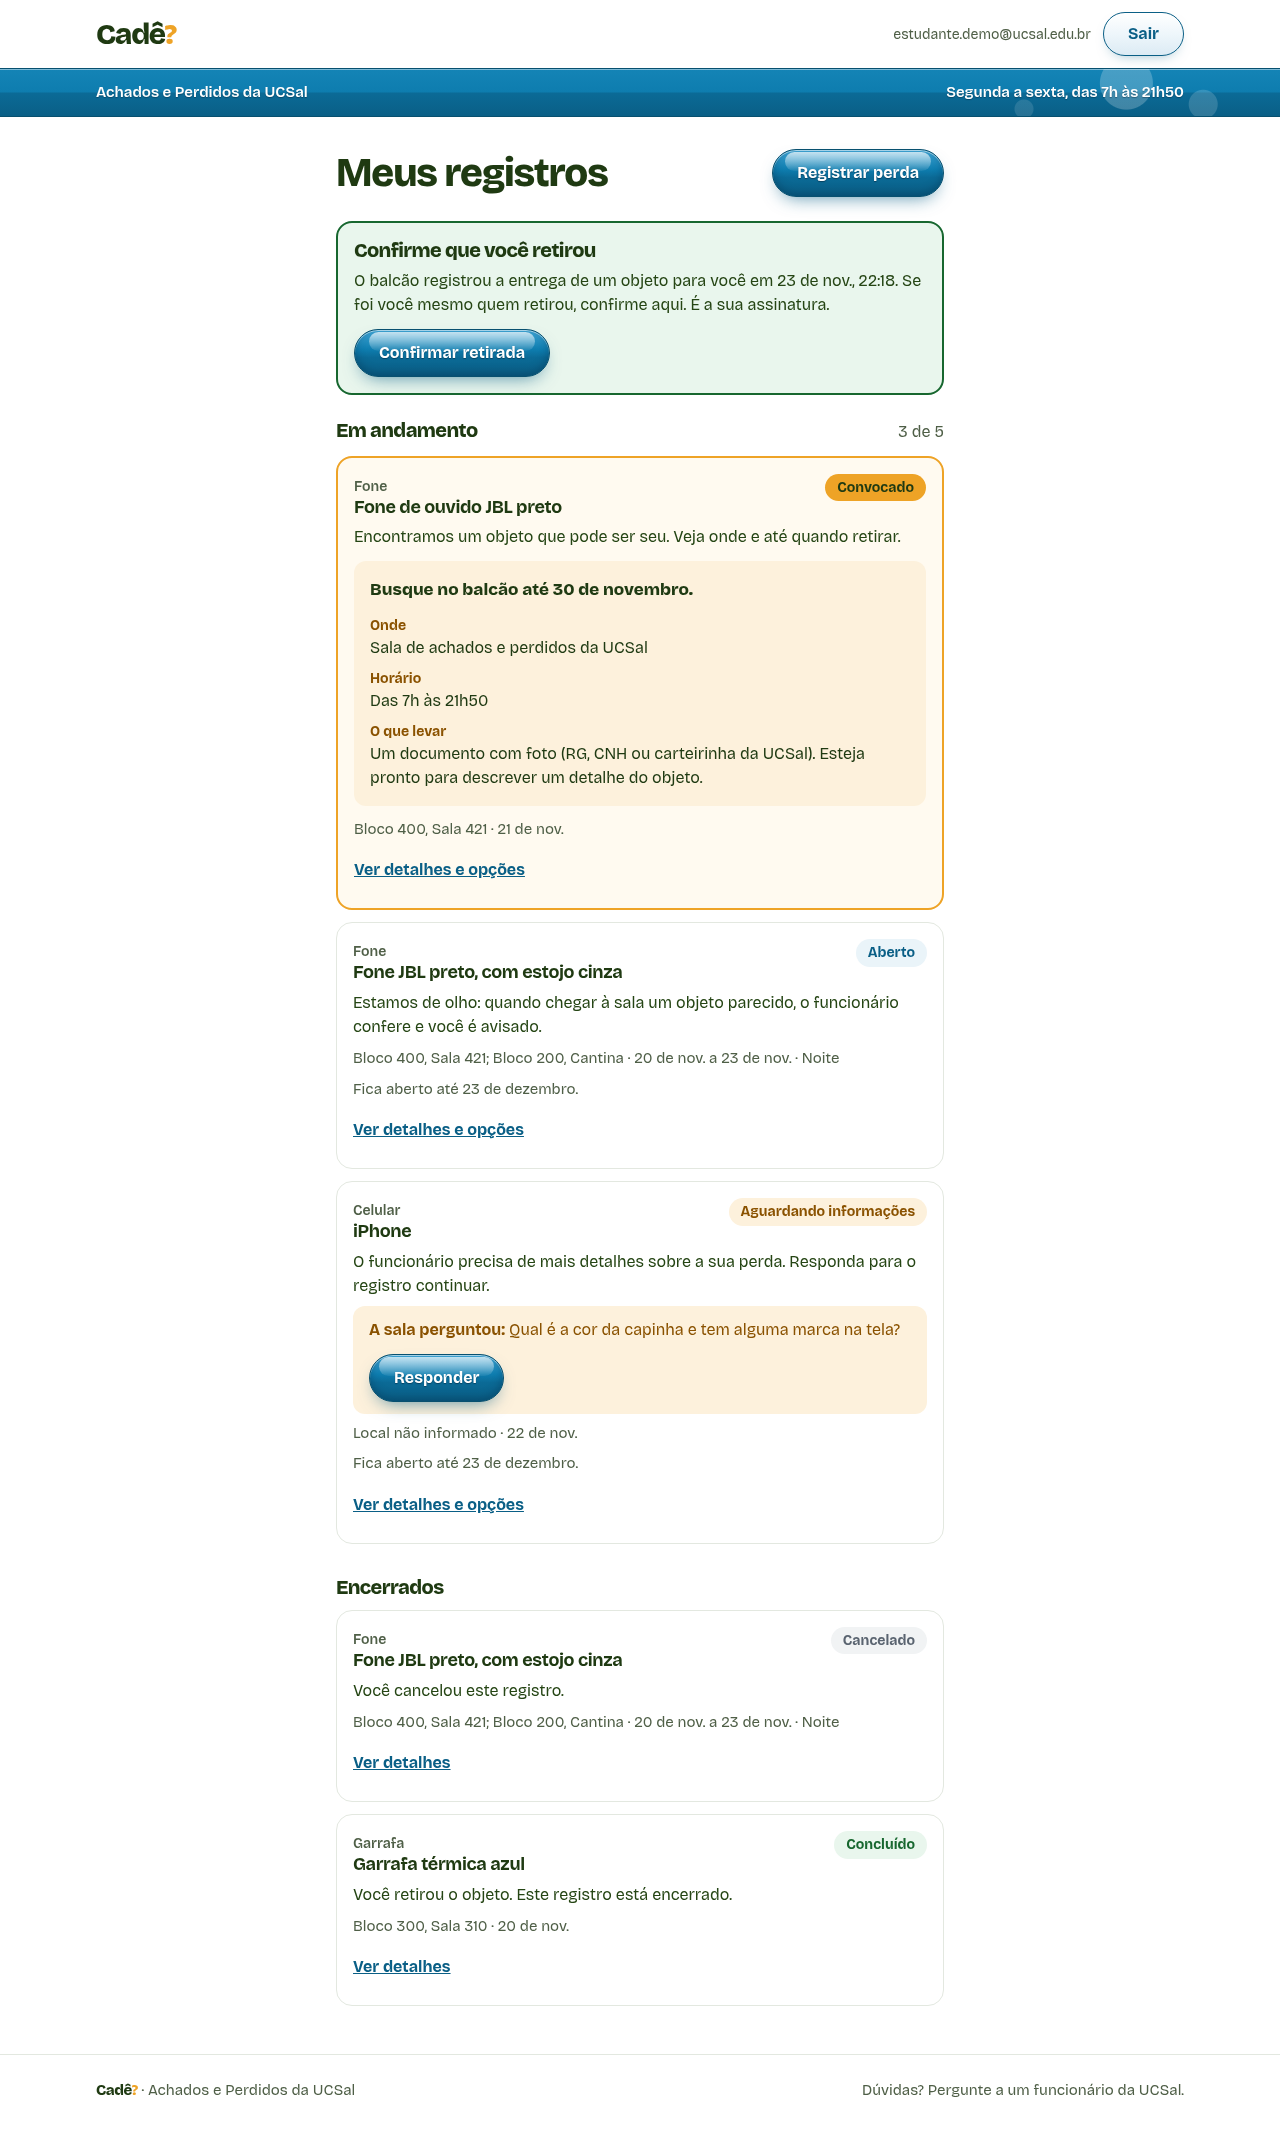 Cadê?
estudante.demo@ucsal.edu.br
Sair
Achados e Perdidos da UCSal
Segunda a sexta, das 7h às 21h50
Meus registros
Registrar perda
Confirme que você retirou
O balcão registrou a entrega de um objeto para você em 23 de nov., 22:18. Se
foi você mesmo quem retirou, confirme aqui. É a sua assinatura.
Confirmar retirada
Em andamento
3 de 5
Fone
Convocado
Fone de ouvido JBL preto
Encontramos um objeto que pode ser seu. Veja onde e até quando retirar.
Busque no balcão até 30 de novembro.
Onde
Sala de achados e perdidos da UCSal
Horário
Das 7h às 21h50
O que levar
Um documento com foto (RG, CNH ou carteirinha da UCSal). Esteja
pronto para descrever um detalhe do objeto.
Bloco 400, Sala 421 · 21 de nov.
Ver detalhes e opções
Fone
Aberto
Fone JBL preto, com estojo cinza
Estamos de olho: quando chegar à sala um objeto parecido, o funcionário
confere e você é avisado.
Bloco 400, Sala 421; Bloco 200, Cantina · 20 de nov. a 23 de nov. · Noite
Fica aberto até 23 de dezembro.
Ver detalhes e opções
Celular
Aguardando informações
iPhone
O funcionário precisa de mais detalhes sobre a sua perda. Responda para o
registro continuar.
A sala perguntou: Qual é a cor da capinha e tem alguma marca na tela?
Responder
Local não informado · 22 de nov.
Fica aberto até 23 de dezembro.
Ver detalhes e opções
Encerrados
Fone
Cancelado
Fone JBL preto, com estojo cinza
Você cancelou este registro.
Bloco 400, Sala 421; Bloco 200, Cantina · 20 de nov. a 23 de nov. · Noite
Ver detalhes
Garrafa
Concluído
Garrafa térmica azul
Você retirou o objeto. Este registro está encerrado.
Bloco 300, Sala 310 · 20 de nov.
Ver detalhes
Cadê? · Achados e Perdidos da UCSal
Dúvidas? Pergunte a um funcionário da UCSal.